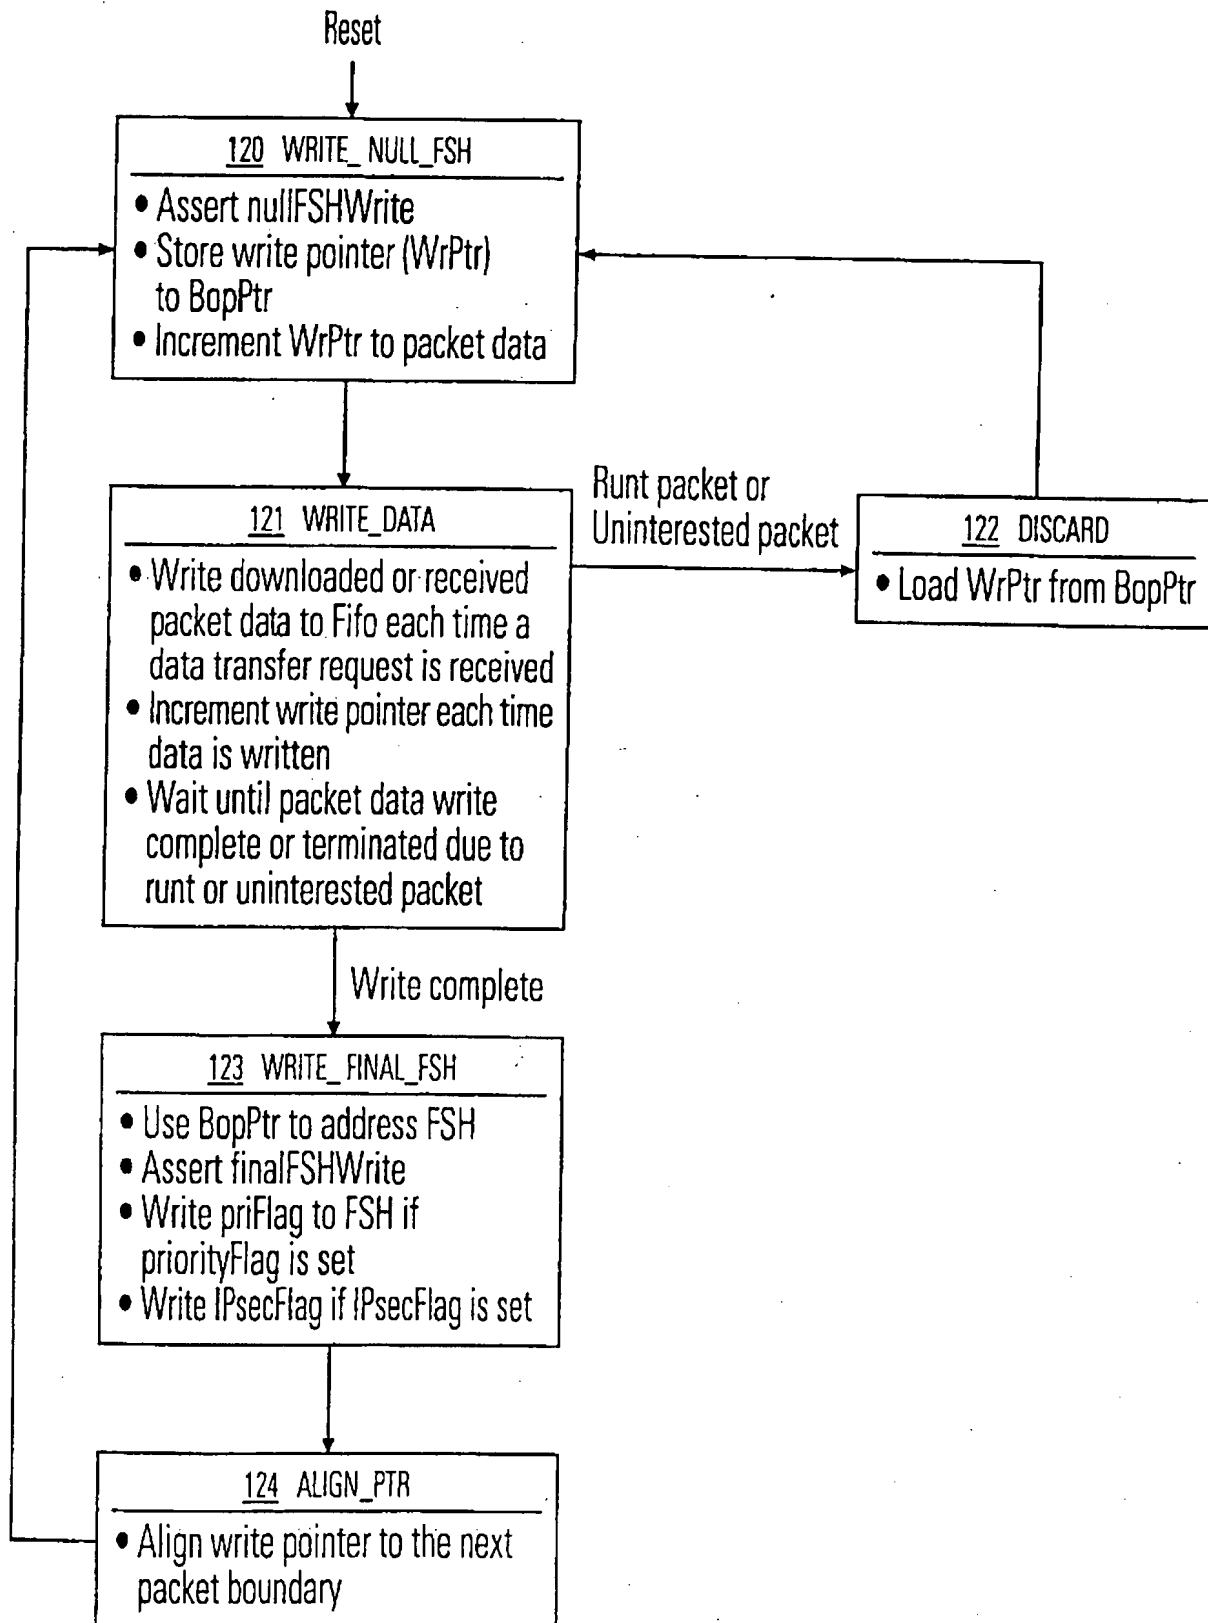 Reset
120 WRITE_NULL_FSH
• Assert nullFSHWrite
• Store write pointer (WrPtr)
to BopPtr
• Increment WrPtr to packet data
121 WRITE_DATA
• Write downloaded or received
packet data to Fifo each time a
data transfer request is received
• Increment write pointer each time
data is written
• Wait until packet data write
complete or terminated due to
runt or uninterested packet
Runt packet or
Uninterested packet
122 DISCARD
• Load WrPtr from BopPtr
Write complete
123 WRITE_FINAL_FSH
• Use BopPtr to address FSH
• Assert finalFSHWrite
• Write priFlag to FSH if
priorityFlag is set
• Write IPsecFlag if IPsecFlag is set
124 ALIGN_PTR
• Align write pointer to the next
packet boundary